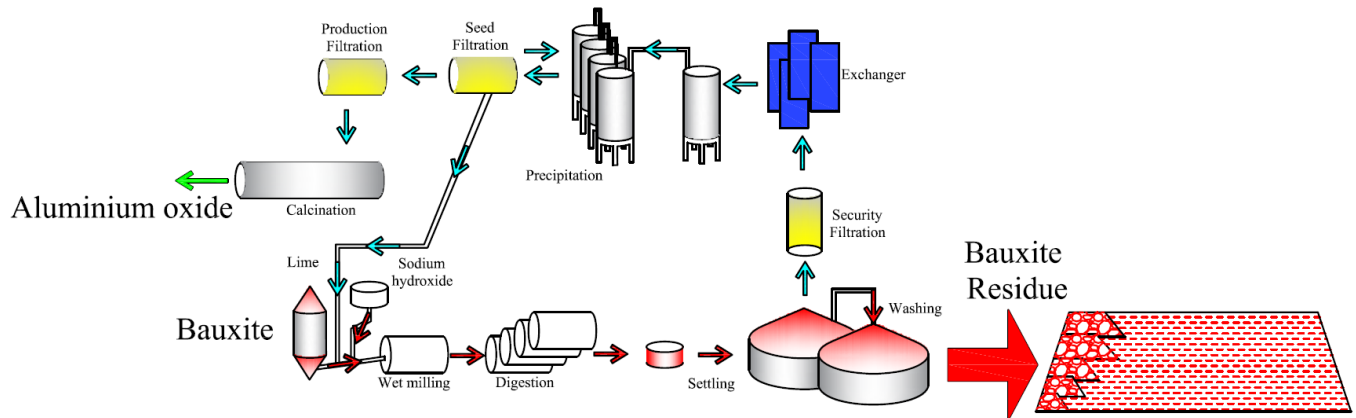 Production
Filtration
Seed
Filtration
Exchanger
Precipitation
Aluminium oxide
Calcination
Security
Filtration
Lime
Sodium
hydroxide
Bauxite
Residue
Washing
Bauxite
Wet milling
Digestion
Settling